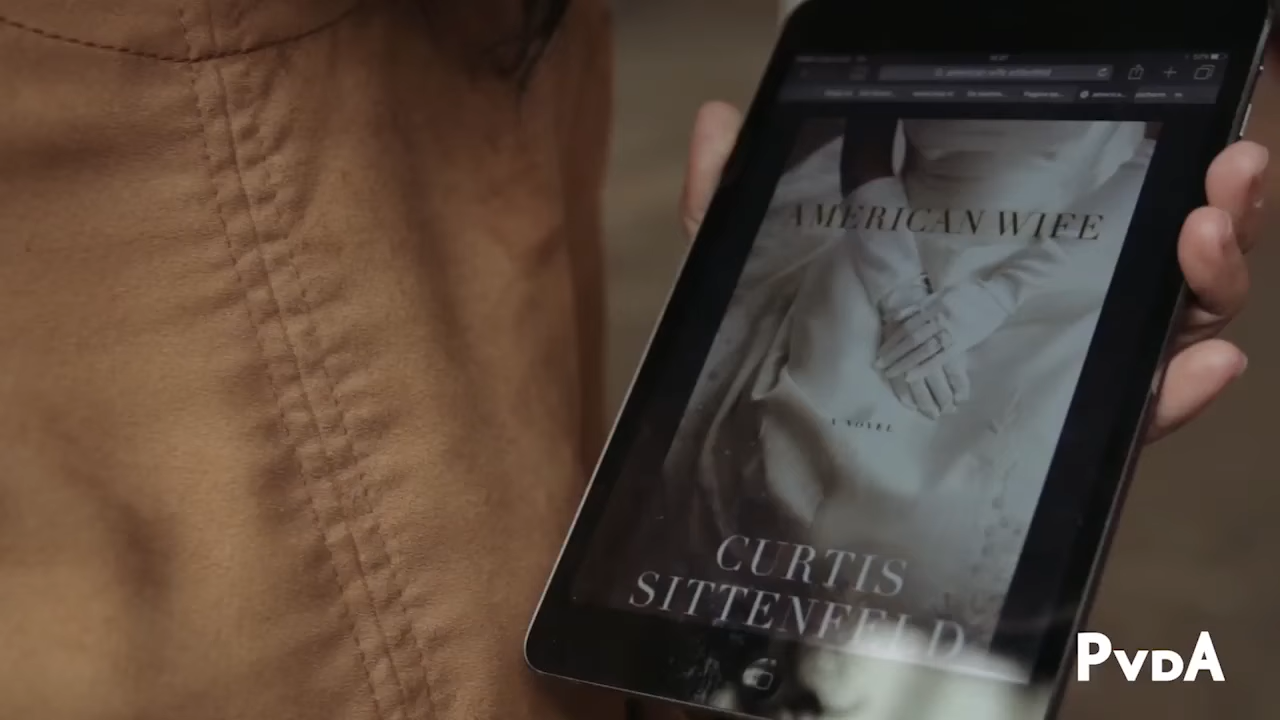 AMERICAN WIFE
A NOVEL
CURTIS
SITTENFELD
PvdA